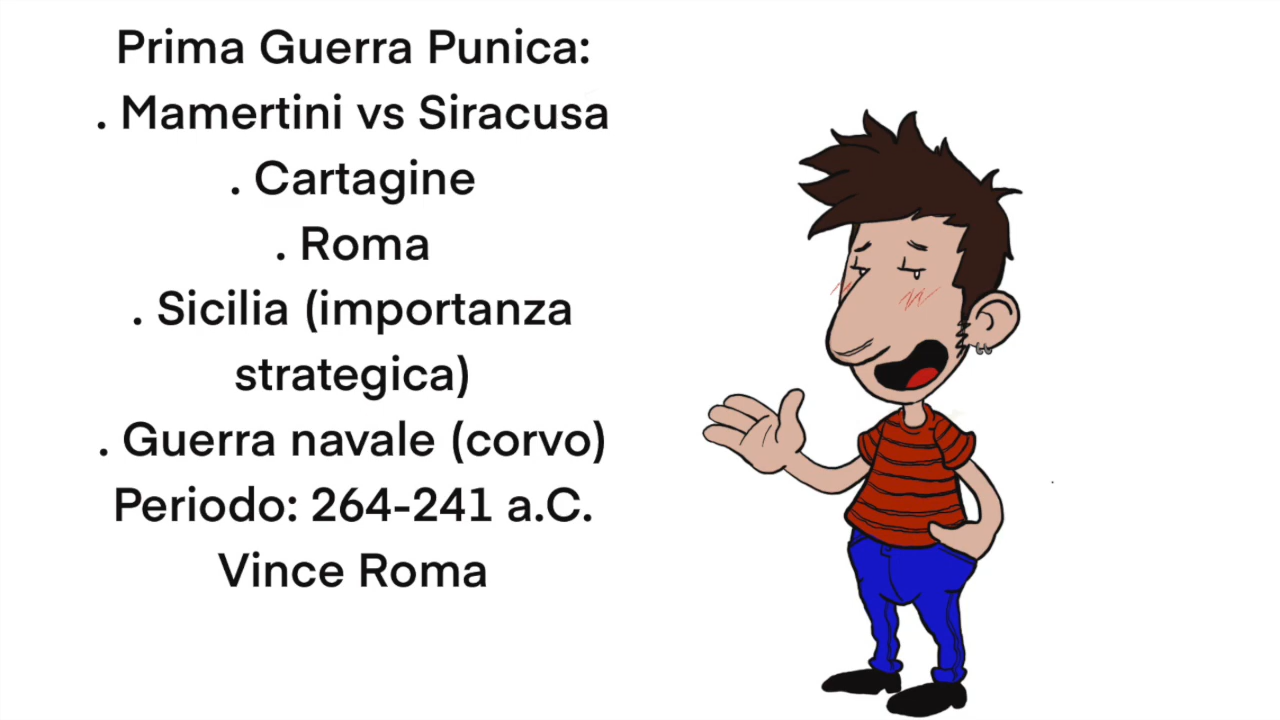 Prima Guerra Punica:
. Mamertini vs Siracusa
. Cartagine
. Roma
. Sicilia (importanza
strategica)
. Guerra navale (corvo)
Periodo: 264-241 a.C.
Vince Roma